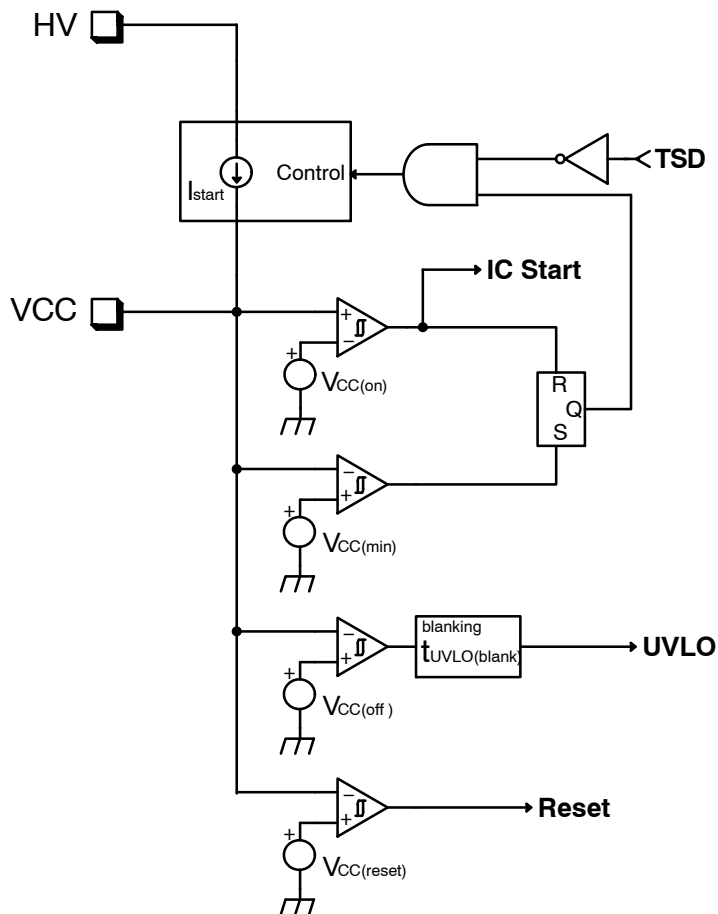 HV
Istart
Control
TSD
VCC
+
−
IC Start
+
VCC(on)
R
Q
S
−
+
+
VCC(min)
−
+
blanking
tUVLO(blank)
UVLO
+
VCC(off )
−
+
Reset
+
VCC(reset)